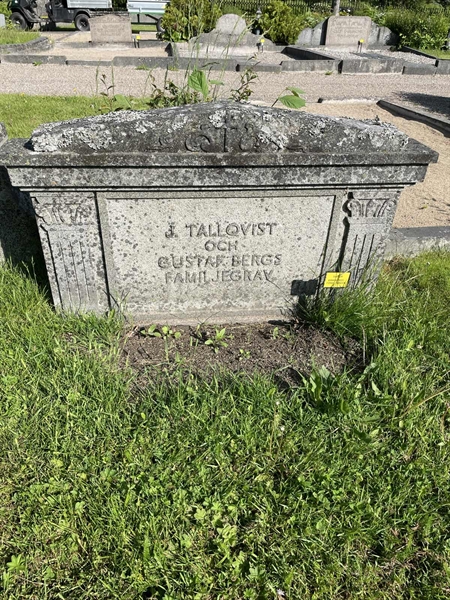 J. TALLQVIST
OCH
GUSTAF BERGS
FAMILJEGRAV